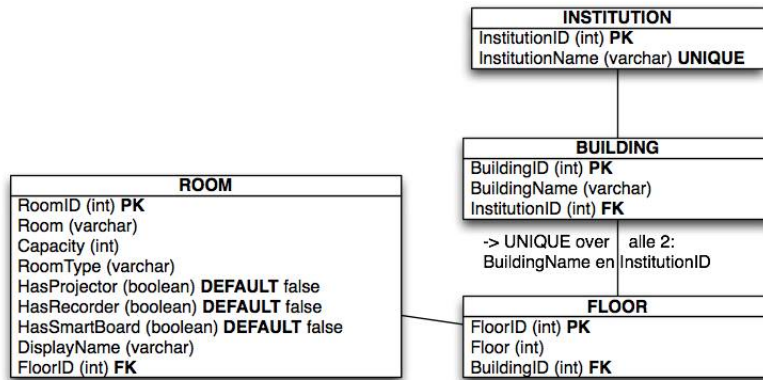 INSTITUTION
InstitutionID (int) PK
InstitutionName (varchar) UNIQUE
BUILDING
BuildingID (int) PK
BuildingName (varchar)
InstitutionID (int) FK
-> UNIQUE over alle 2:
BuildingName en InstitutionID
ROOM
RoomID (int) PK
Room (varchar)
Capacity (int)
RoomType (varchar)
HasProjector (boolean) DEFAULT false
HasRecorder (boolean) DEFAULT false
HasSmartBoard (boolean) DEFAULT false
DisplayName (varchar)
FloorID (int) FK
FLOOR
FloorID (int) PK
Floor (int)
BuildingID (int) FK